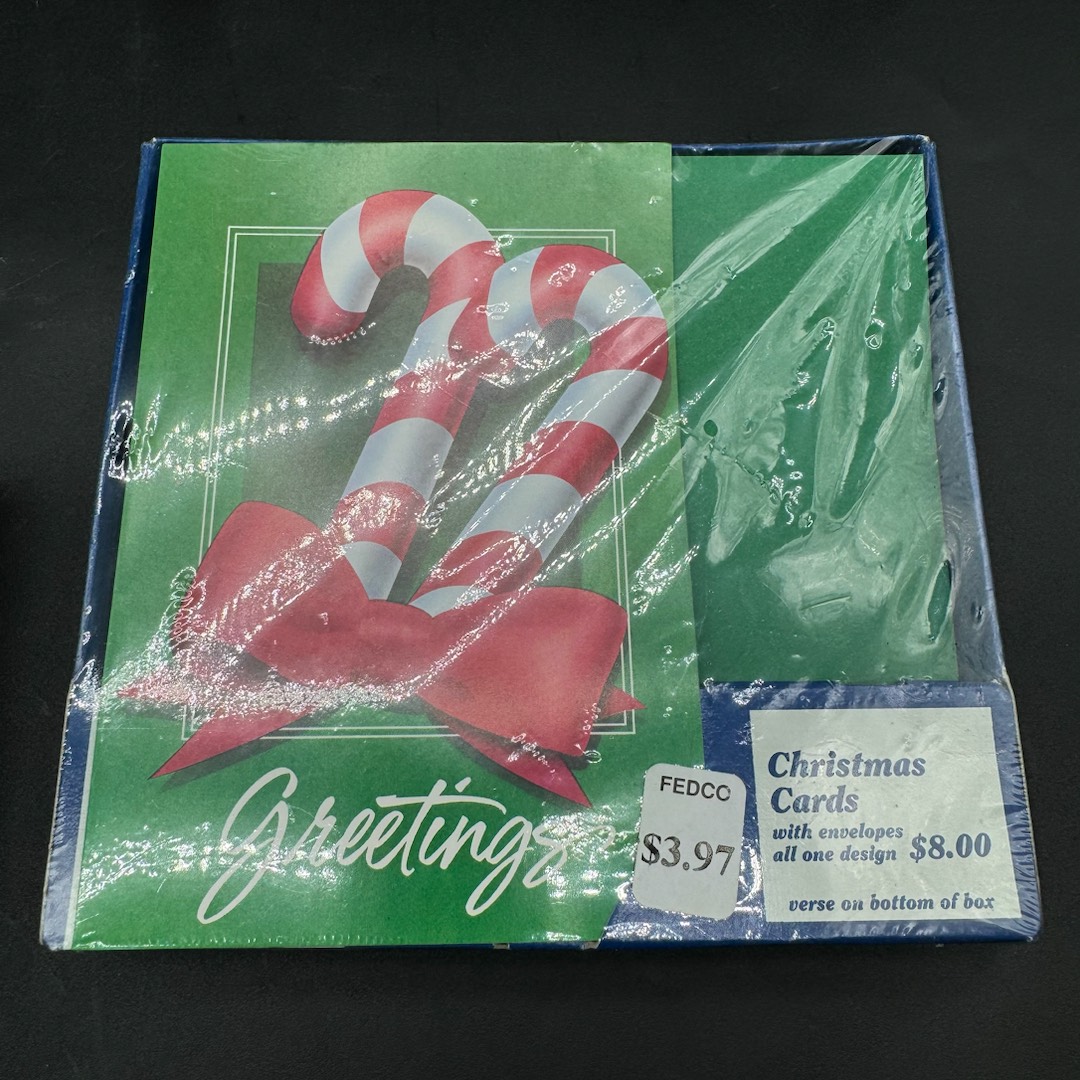 Greetings
FEDCO
$3.97
Christmas
Cards
with envelopes
all one design $8.00
verse on bottom of box